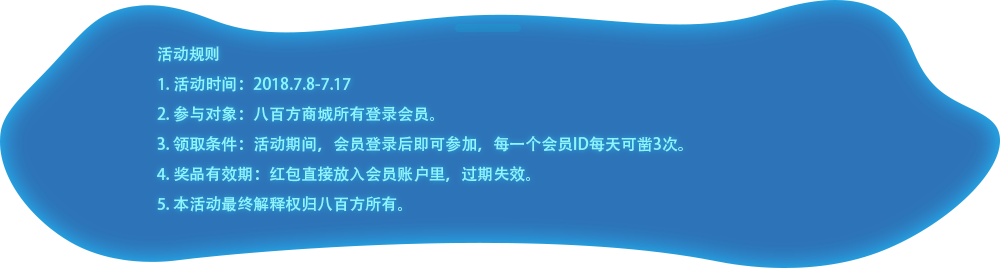 活动规则
1. 活动时间：2018.7.8-7.17
2. 参与对象：八百方商城所有登录会员。
3. 领取条件：活动期间，会员登录后即可参加，每一个会员ID每天可凿3次。
4. 奖品有效期：红包直接放入会员账户里，过期失效。
5. 本活动最终解释权归八百方所有。